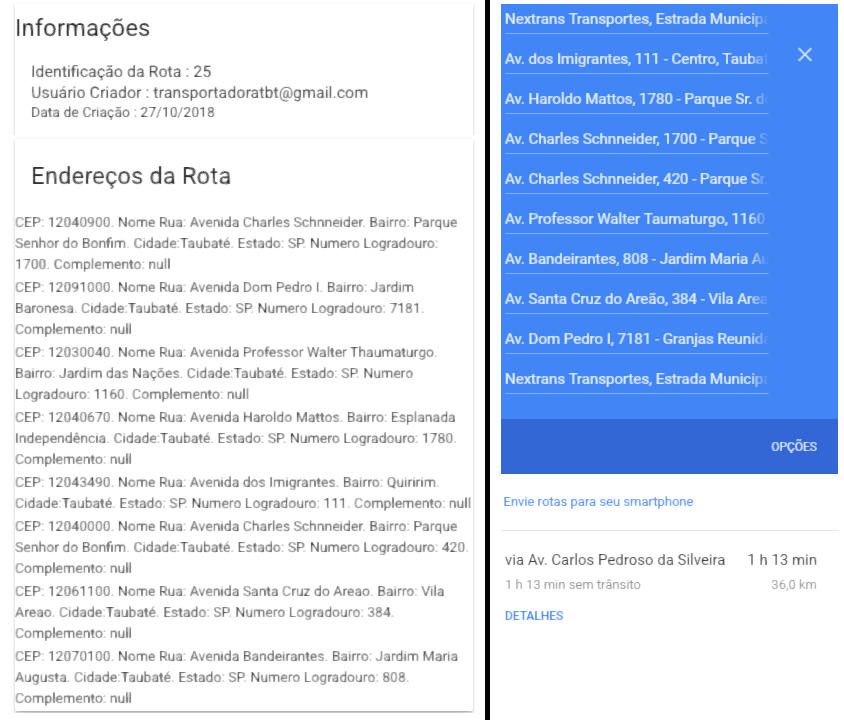 Informações
Identificação da Rota : 25
Usuário Criador : transportadoratbt@gmail.com
Data de Criação : 27/10/2018
Endereços da Rota
CEP: 12040900. Nome Rua: Avenida Charles Schnneider. Bairro: Parque
Senhor do Bonfim. Cidade:Taubaté. Estado: SP. Numero Logradouro:
1700. Complemento: null
CEP: 12091000. Nome Rua: Avenida Dom Pedro I. Bairro: Jardim
Baronesa. Cidade:Taubaté. Estado: SP. Numero Logradouro: 7181.
Complemento: null
CEP: 12030040. Nome Rua: Avenida Professor Walter Thaumaturgo.
Bairro: Jardim das Nações. Cidade:Taubaté. Estado: SP. Numero
Logradouro: 1160. Complemento: null
CEP: 12040670. Nome Rua: Avenida Haroldo Mattos. Bairro: Esplanada
Independência. Cidade:Taubaté. Estado: SP. Numero Logradouro: 1780.
Complemento: null
CEP: 12043490. Nome Rua: Avenida dos Imigrantes. Bairro: Quiririm.
Cidade:Taubaté. Estado: SP. Numero Logradouro: 111. Complemento: null
CEP: 12040000. Nome Rua: Avenida Charles Schnneider. Bairro: Parque
Senhor do Bonfim. Cidade:Taubaté. Estado: SP. Numero Logradouro: 420.
Complemento: null
CEP: 12061100. Nome Rua: Avenida Santa Cruz do Areao. Bairro: Vila
Areao. Cidade:Taubaté. Estado: SP. Numero Logradouro: 384.
Complemento: null
CEP: 12070100. Nome Rua: Avenida Bandeirantes. Bairro: Jardim Maria
Augusta. Cidade:Taubaté. Estado: SP. Numero Logradouro: 808.
Complemento: null
Nextrans Transportes, Estrada Municipa
Av. dos Imigrantes, 111 - Centro, Taubat
Av. Haroldo Mattos, 1780 - Parque Sr. do
Av. Charles Schnneider, 1700 - Parque S
Av. Charles Schnneider, 420 - Parque Sr.
Av. Professor Walter Taumaturgo, 1160
Av. Bandeirantes, 808 - Jardim Maria Au
Av. Santa Cruz do Areão, 384 - Vila Area
Av. Dom Pedro I, 7181 - Granjas Reunida
Nextrans Transportes, Estrada Municipa
OPÇÕES
Envie rotas para seu smartphone
via Av. Carlos Pedroso da Silveira 1 h 13 min
1 h 13 min sem trânsito 36,0 km
DETALHES